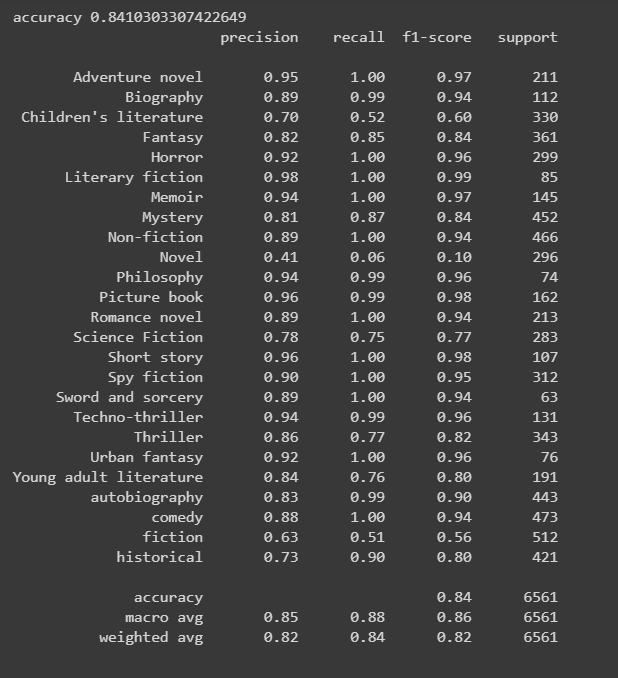 accuracy 0.8410303307422649
precision recall f1-score support
Adventure novel 0.95 1.00 0.97 211
Biography 0.89 0.99 0.94 112
Children's literature 0.70 0.52 0.60 330
Fantasy 0.82 0.85 0.84 361
Horror 0.92 1.00 0.96 299
Literary fiction 0.98 1.00 0.99 85
Memoir 0.94 1.00 0.97 145
Mystery 0.81 0.87 0.84 452
Non-fiction 0.89 1.00 0.94 466
Novel 0.41 0.06 0.10 296
Philosophy 0.94 0.99 0.96 74
Picture book 0.96 0.99 0.98 162
Romance novel 0.89 1.00 0.94 213
Science Fiction 0.78 0.75 0.77 283
Short story 0.96 1.00 0.98 107
Spy fiction 0.90 1.00 0.95 312
Sword and sorcery 0.89 1.00 0.94 63
Techno-thriller 0.94 0.99 0.96 131
Thriller 0.86 0.77 0.82 343
Urban fantasy 0.92 1.00 0.96 76
Young adult literature 0.84 0.76 0.80 191
autobiography 0.83 0.99 0.90 443
comedy 0.88 1.00 0.94 473
fiction 0.63 0.51 0.56 512
historical 0.73 0.90 0.80 421
accuracy 0.84 6561
macro avg 0.85 0.88 0.86 6561
weighted avg 0.82 0.84 0.82 6561